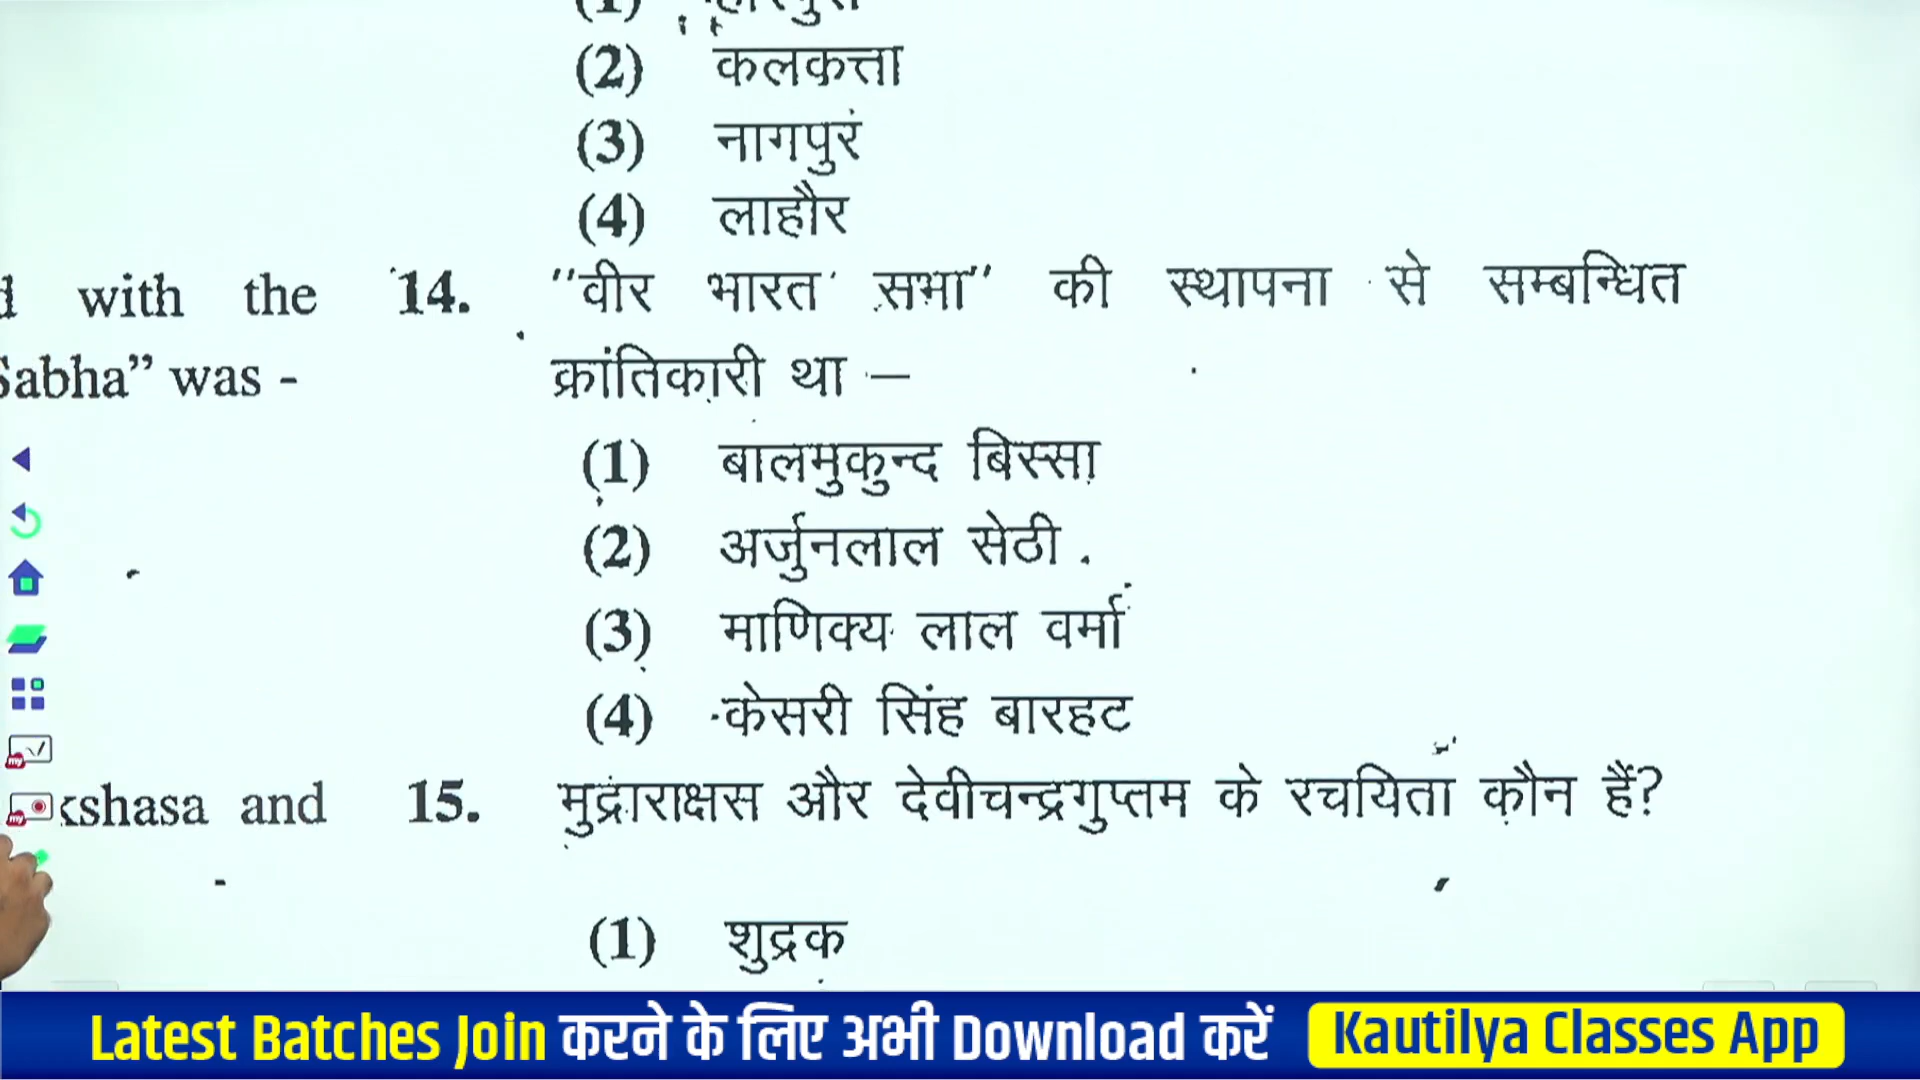 (1) हरिपुरा
(2) कलकत्ता
(3) नागपुरं
(4) लाहौर
with the 14. "वीर भारत सभा" की स्थापना से सम्बन्धित
Sabha" was - क्रांतिकारी था –
(1) बालमुकुन्द बिस्सा
(2) अर्जुनलाल सेठी .
(3) माणिक्य लाल वर्मा
(4) केसरी सिंह बारहट
kshasa and 15. मुद्राराक्षस और देवीचन्द्रगुप्तम के रचयिता कौन हैं?
(1) शुद्रक
Latest Batches Join करने के लिए अभी Download करें Kautilya Classes App